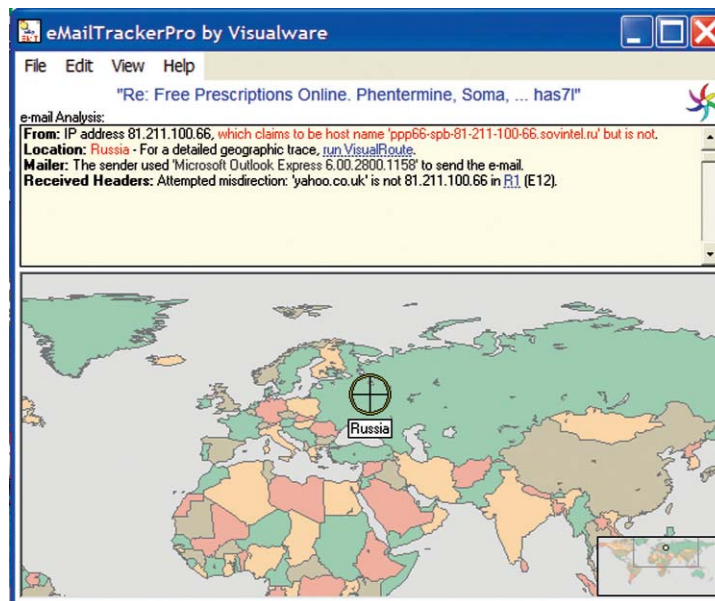 eMailTrackerPro by Visualware
File Edit View Help
"Re: Free Prescriptions Online. Phentermine, Soma, ... has7l"
e-mail Analysis:
From: IP address 81.211.100.66, which claims to be host name 'ppp66-spb-81-211-100-66.sovintel.ru' but is not.
Location: Russia - For a detailed geographic trace, run VisualRoute.
Mailer: The sender used 'Microsoft Outlook Express 6.00.2800.1158' to send the e-mail.
Received Headers: Attempted misdirection: 'yahoo.co.uk' is not 81.211.100.66 in R1 (E12).
Russia